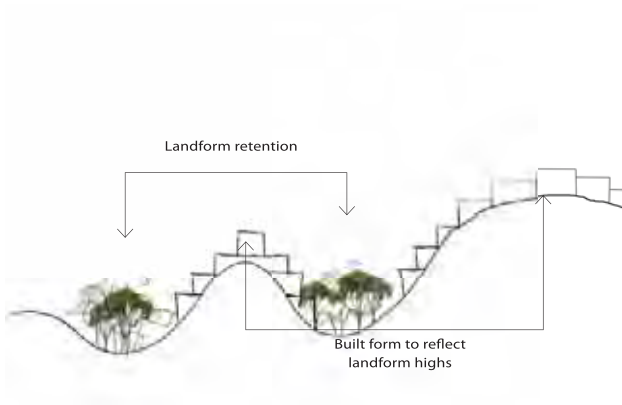 Landform retention
Built form to reflect
landform highs